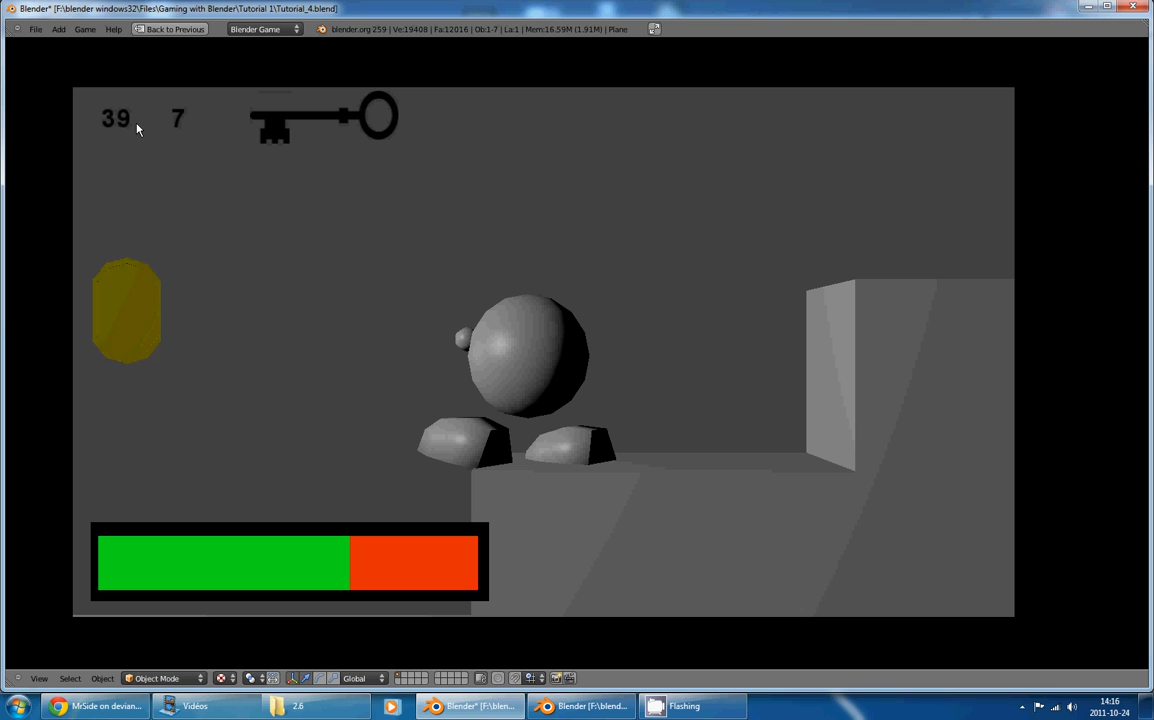 Blender* [F:\blender windows32\Files\Gaming with Blender\Tutorial 1\Tutorial_4.blend]
File Add Game Help Back to Previous Blender Game blender.org 259 | Ve:19408 | Fa:12016 | Ob:1-7 | La:1 | Mem:16.59M (1.91M) | Plane
39 7
View Select Object Object Mode Global
MrSide on devian... Vidéos 2.6 Blender* [F:\blen... Blender [F:\blend... Flashing 14:16
2011-10-24